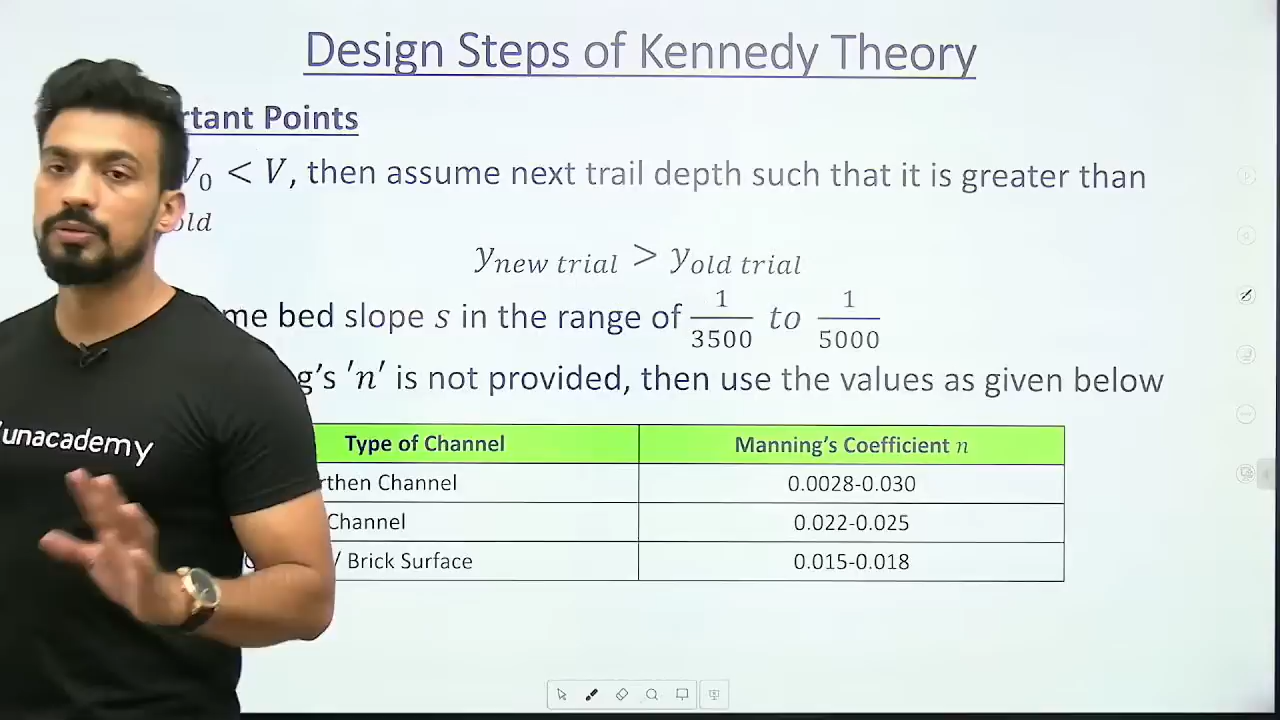 Design Steps of Kennedy Theory
rtant Points
V₀ < V, then assume next trail depth such that it is greater than
old
y_new trial > y_old trial
me bed slope s in the range of 1/3500 to 1/5000
g's 'n' is not provided, then use the values as given below
Type of Channel Manning's Coefficient n
rthen Channel 0.0028-0.030
Channel 0.022-0.025
/ Brick Surface 0.015-0.018
unacademy